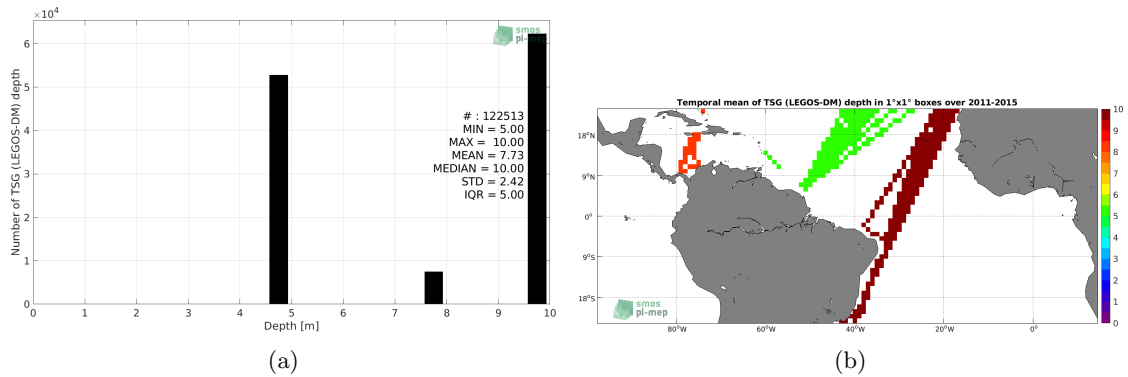 ×10⁴
6
5
4
3
2
1
0
Number of TSG (LEGOS-DM) depth
smos
pi-mep
# : 122513
MIN = 5.00
MAX = 10.00
MEAN = 7.73
MEDIAN = 10.00
STD = 2.42
IQR = 5.00
0 1 2 3 4 5 6 7 8 9 10
Depth [m]
(a)
Temporal mean of TSG (LEGOS-DM) depth in 1°x1° boxes over 2011-2015
18°N
9°N
0°
9°S
18°S
smos
pi-mep
80°W 60°W 40°W 20°W 0°
10
9
8
7
6
5
4
3
2
1
0
(b)